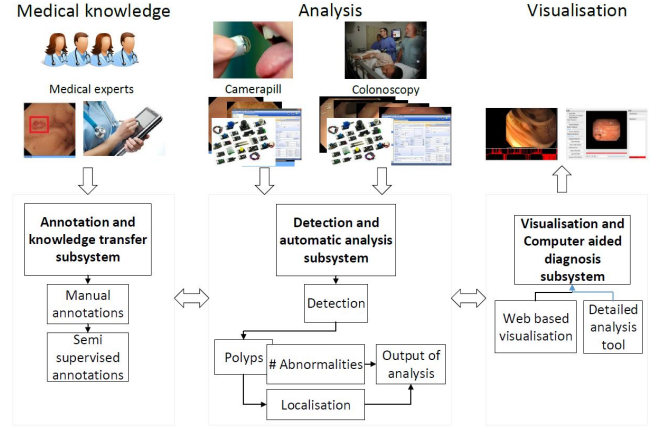 Medical knowledge
Analysis
Visualisation
Medical experts
Camerapill
Colonoscopy
Annotation and
knowledge transfer
subsystem
Manual
annotations
Semi
supervised
annotations
Detection and
automatic analysis
subsystem
Detection
Polyps
# Abnormalities
Output of
analysis
Localisation
Visualisation and
Computer aided
diagnosis
subsystem
Web based
visualisation
Detailed
analysis
tool